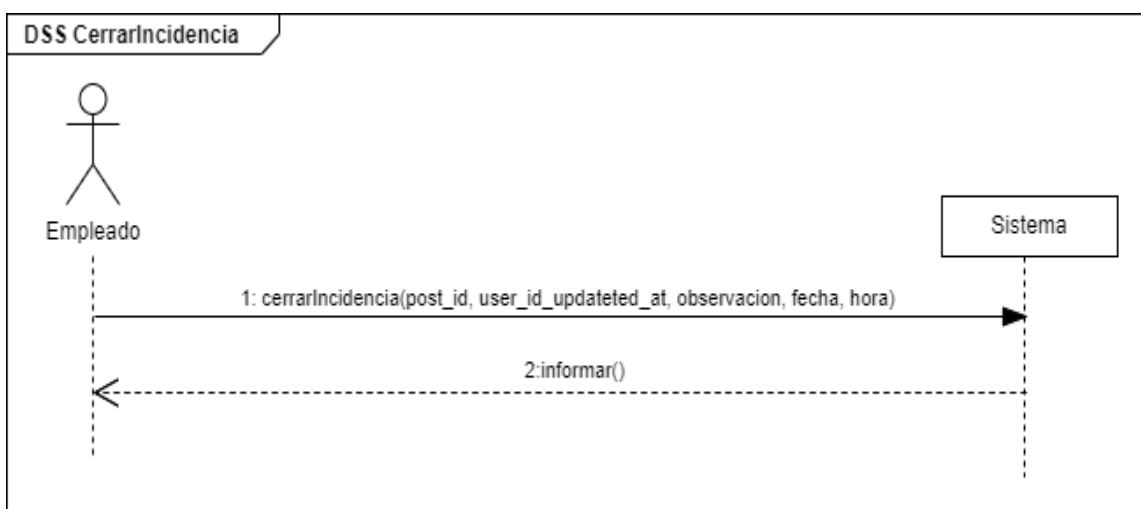 DSS CerrarIncidencia
Empleado
Sistema
1: cerrarIncidencia(post_id, user_id_updateted_at, observacion, fecha, hora)
2:informar()